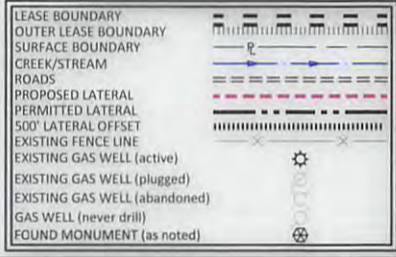 LEASE BOUNDARY
OUTER LEASE BOUNDARY
SURFACE BOUNDARY
CREEK/STREAM
ROADS
PROPOSED LATERAL
PERMITTED LATERAL
500' LATERAL OFFSET
EXISTING FENCE LINE
EXISTING GAS WELL (active)
EXISTING GAS WELL (plugged)
EXISTING GAS WELL (abandoned)
GAS WELL (never drill)
FOUND MONUMENT (as noted)